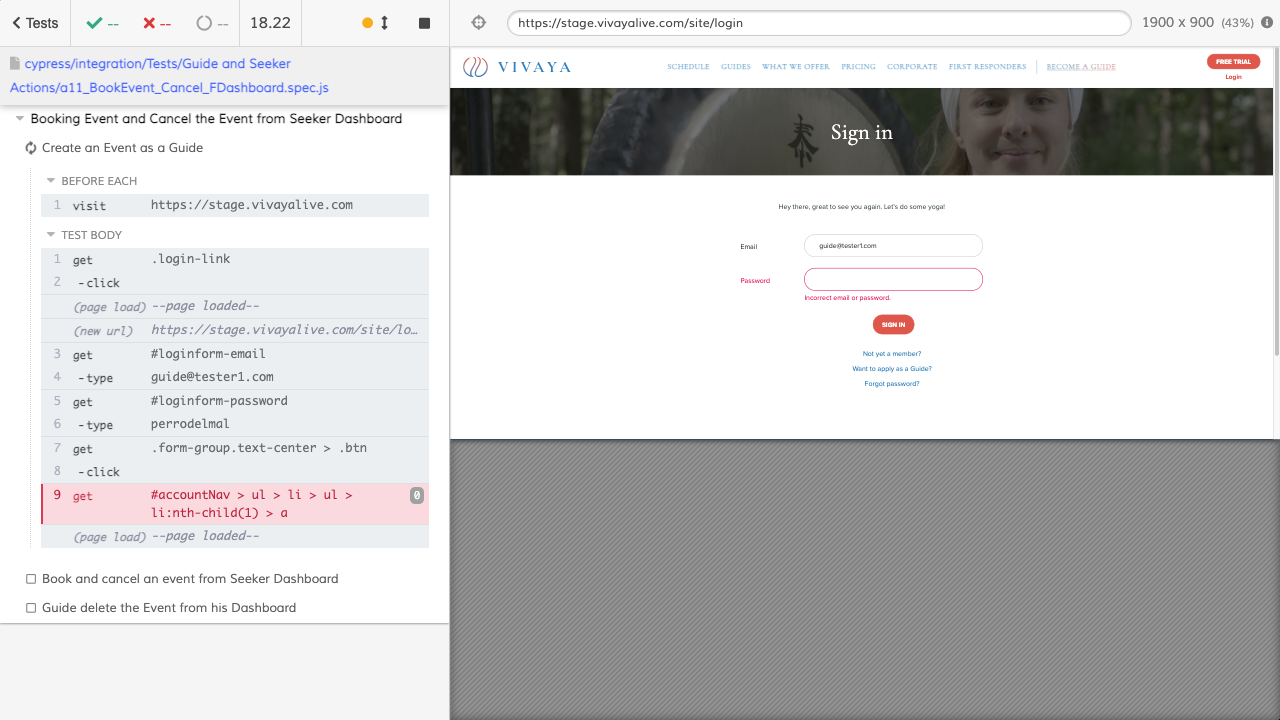 Tests
--
--
--
18.22
https://stage.vivayalive.com/site/login
1900 x 900 (43%)
cypress/integration/Tests/Guide and Seeker
Actions/a11_BookEvent_Cancel_FDashboard.spec.js
Booking Event and Cancel the Event from Seeker Dashboard
Create an Event as a Guide
BEFORE EACH
1 visit https://stage.vivayalive.com
TEST BODY
1 get .login-link
2 -click
(page load) --page loaded--
(new url) https://stage.vivayalive.com/site/lo…
3 get #loginform-email
4 -type guide@tester1.com
5 get #loginform-password
6 -type perrodelmal
7 get .form-group.text-center > .btn
8 -click
9 get #accountNav > ul > li > ul > 0
li:nth-child(1) > a
(page load) --page loaded--
Book and cancel an event from Seeker Dashboard
Guide delete the Event from his Dashboard
VIVAYA
SCHEDULE GUIDES WHAT WE OFFER PRICING CORPORATE FIRST RESPONDERS BECOME A GUIDE
FREE TRIAL
Login
Sign in
Hey there, great to see you again. Let's do some yoga!
Email guide@tester1.com
Password
Incorrect email or password.
SIGN IN
Not yet a member?
Want to apply as a Guide?
Forgot password?